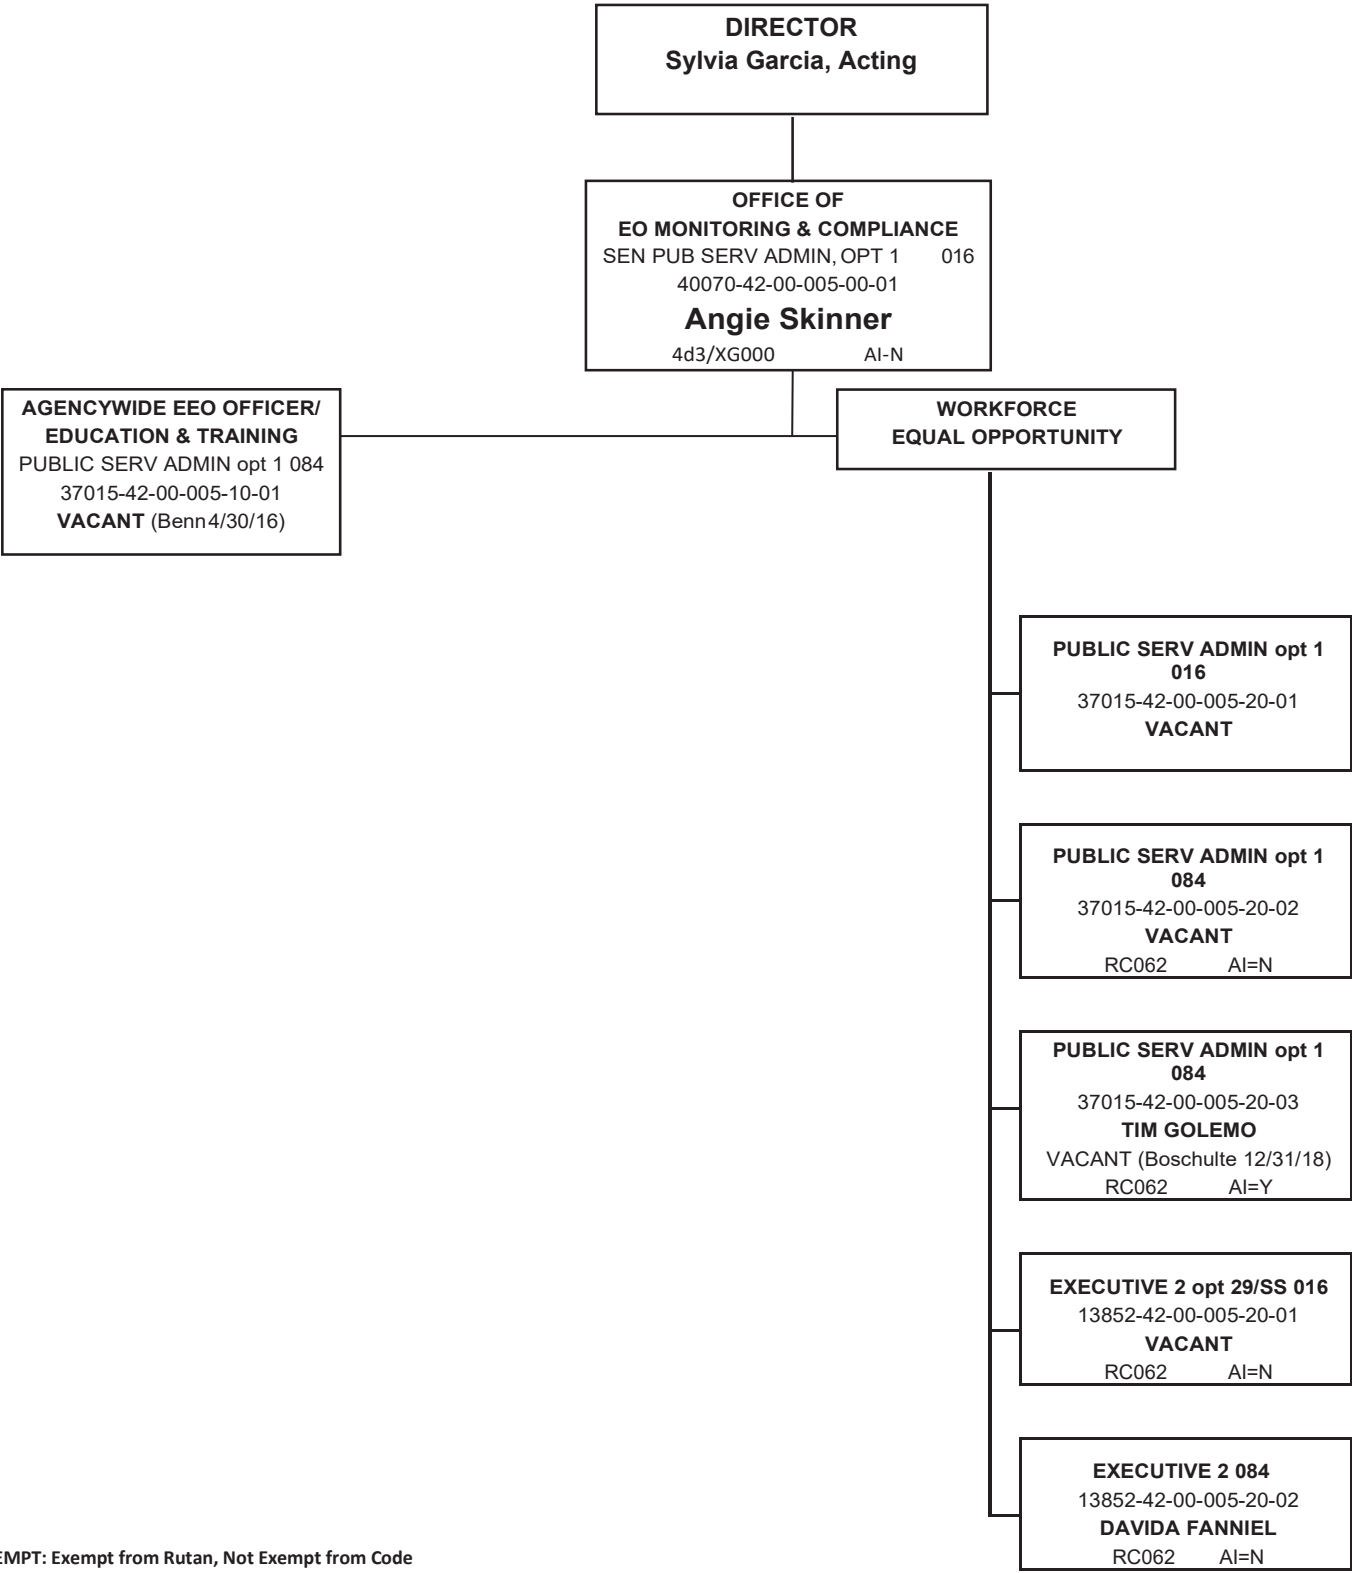 DIRECTOR
Sylvia Garcia, Acting
OFFICE OF
EO MONITORING & COMPLIANCE
SEN PUB SERV ADMIN, OPT 1 016
40070-42-00-005-00-01
Angie Skinner
4d3/XG000 AI-N
AGENCYWIDE EEO OFFICER/
EDUCATION & TRAINING
PUBLIC SERV ADMIN opt 1 084
37015-42-00-005-10-01
VACANT (Benn 4/30/16)
WORKFORCE
EQUAL OPPORTUNITY
PUBLIC SERV ADMIN opt 1
016
37015-42-00-005-20-01
VACANT
PUBLIC SERV ADMIN opt 1
084
37015-42-00-005-20-02
VACANT
RC062 AI=N
PUBLIC SERV ADMIN opt 1
084
37015-42-00-005-20-03
TIM GOLEMO
VACANT (Boschulte 12/31/18)
RC062 AI=Y
EXECUTIVE 2 opt 29/SS 016
13852-42-00-005-20-01
VACANT
RC062 AI=N
EXECUTIVE 2 084
13852-42-00-005-20-02
DAVIDA FANNIEL
RC062 AI=N
EMPT: Exempt from Rutan, Not Exempt from Code